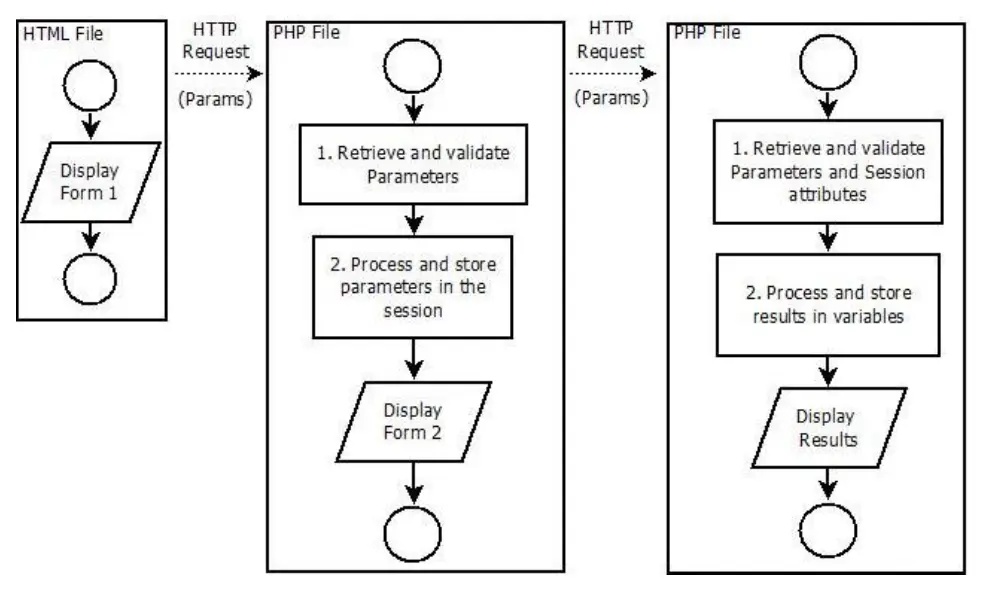 HTML File
Display
Form 1
HTTP
Request
(Params)
PHP File
1. Retrieve and validate
Parameters
2. Process and store
parameters in the
session
Display
Form 2
HTTP
Request
(Params)
PHP File
1. Retrieve and validate
Parameters and Session
attributes
2. Process and store
results in variables
Display
Results